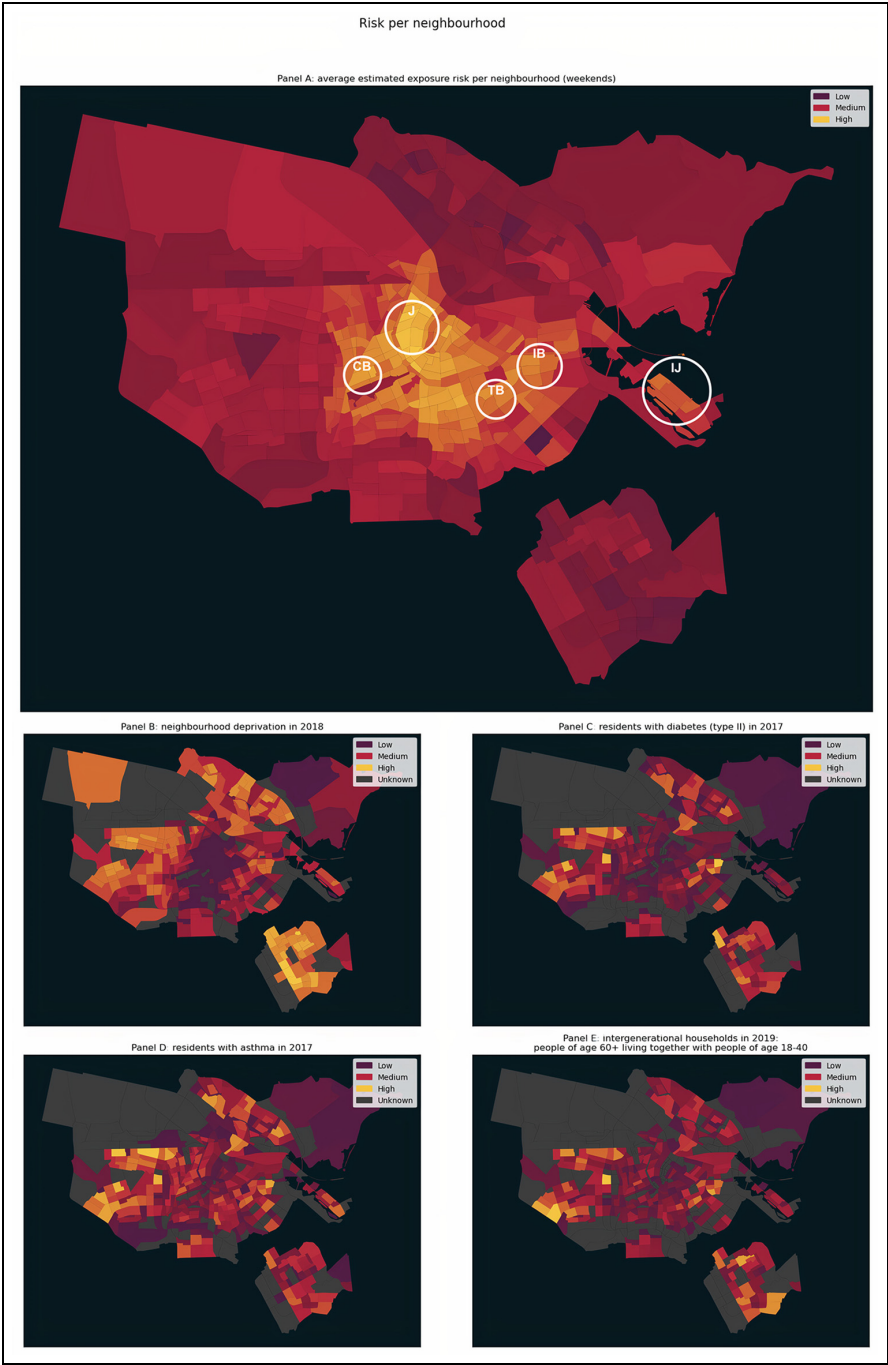 Risk per neighbourhood
Panel A: average estimated exposure risk per neighbourhood (weekends)
Low
Medium
High
J
CB
IB
TB
IJ
Panel B: neighbourhood deprivation in 2018
Low
Medium
High
Unknown
Panel C: residents with diabetes (type II) in 2017
Low
Medium
High
Unknown
Panel D: residents with asthma in 2017
Low
Medium
High
Unknown
Panel E: intergenerational households in 2019:
people of age 60+ living together with people of age 18-40
Low
Medium
High
Unknown